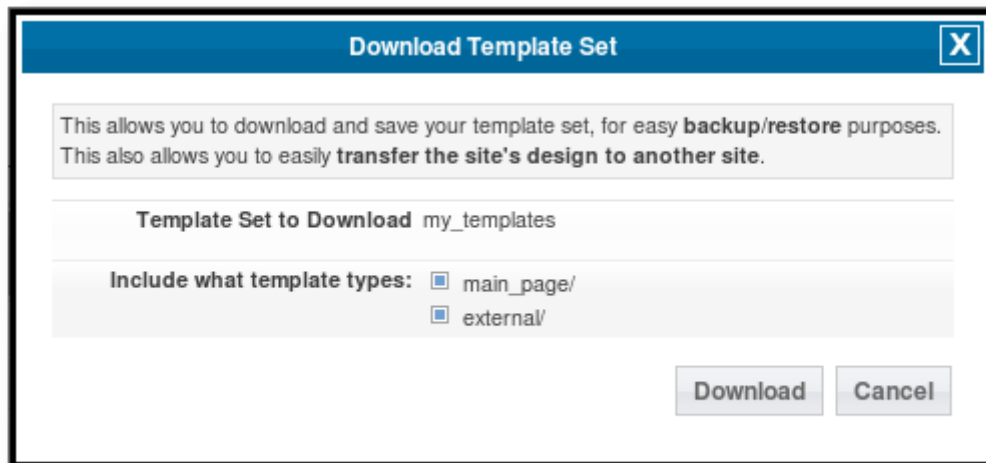 Download Template Set X
This allows you to download and save your template set, for easy backup/restore purposes.
This also allows you to easily transfer the site's design to another site.
Template Set to Download my_templates
Include what template types: main_page/
external/
Download Cancel